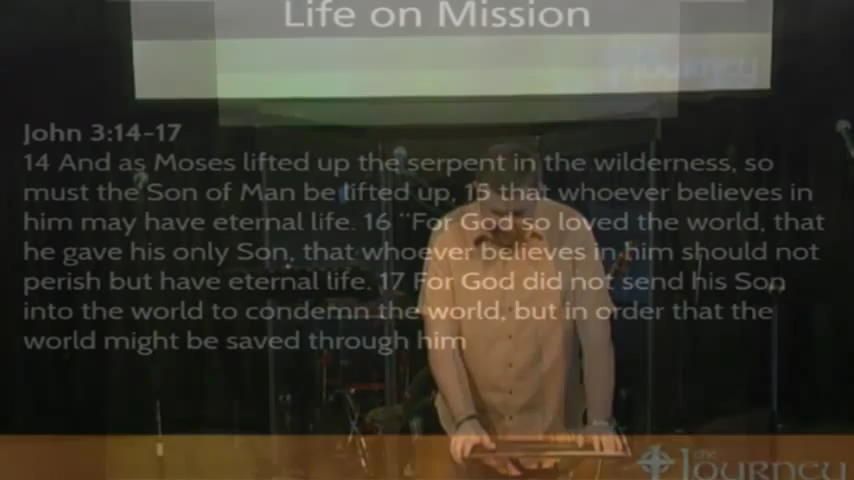 Life on Mission
Journey
John 3:14-17
14 And as Moses lifted up the serpent in the wilderness, so
must the Son of Man be lifted up, 15 that whoever believes in
him may have eternal life. 16 "For God so loved the world, that
he gave his only Son, that whoever believes in him should not
perish but have eternal life. 17 For God did not send his Son
into the world to condemn the world, but in order that the
world might be saved through him
the
Journey